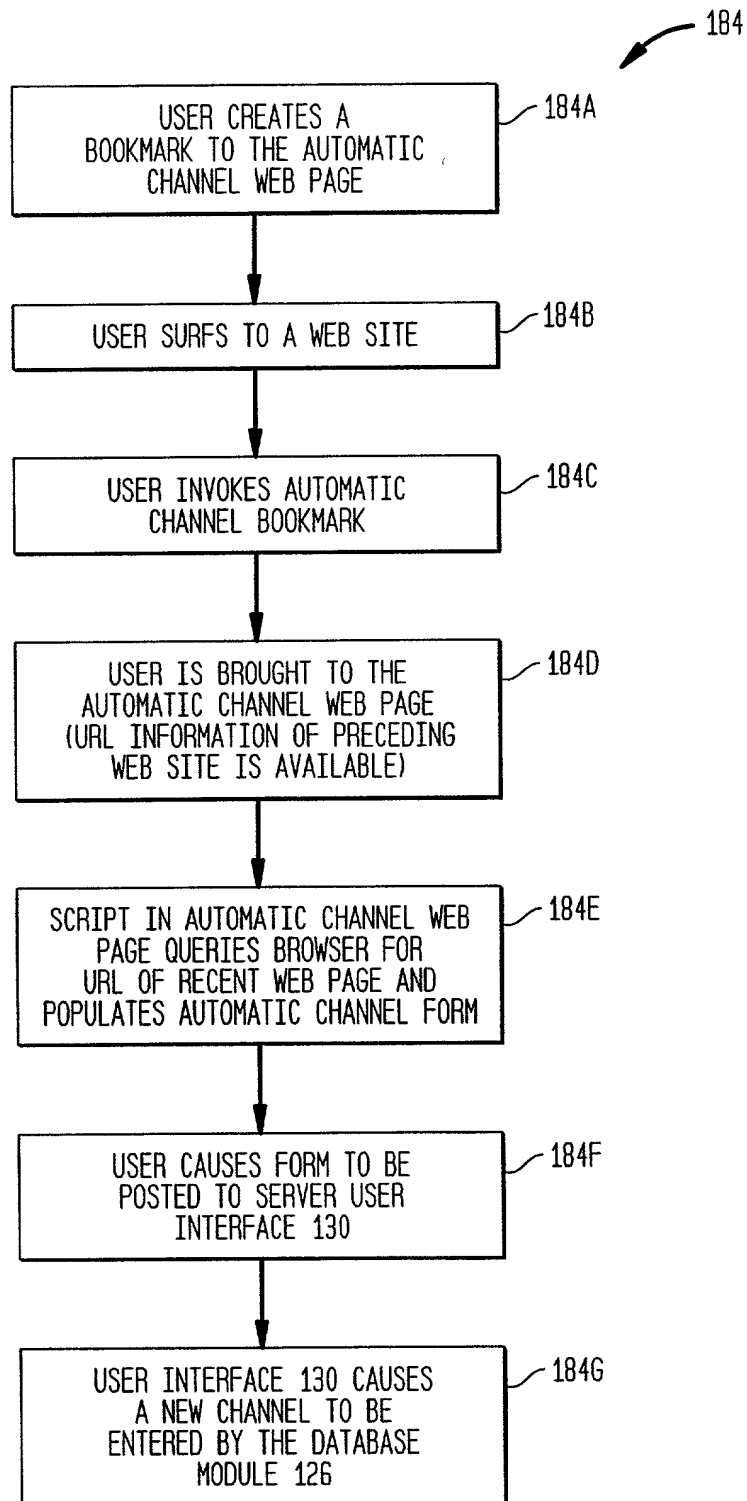 184
USER CREATES A
BOOKMARK TO THE AUTOMATIC
CHANNEL WEB PAGE
184A
USER SURFS TO A WEB SITE
184B
USER INVOKES AUTOMATIC
CHANNEL BOOKMARK
184C
USER IS BROUGHT TO THE
AUTOMATIC CHANNEL WEB PAGE
(URL INFORMATION OF PRECEDING
WEB SITE IS AVAILABLE)
184D
SCRIPT IN AUTOMATIC CHANNEL WEB
PAGE QUERIES BROWSER FOR
URL OF RECENT WEB PAGE AND
POPULATES AUTOMATIC CHANNEL FORM
184E
USER CAUSES FORM TO BE
POSTED TO SERVER USER
INTERFACE 130
184F
USER INTERFACE 130 CAUSES
A NEW CHANNEL TO BE
ENTERED BY THE DATABASE
MODULE 126
184G